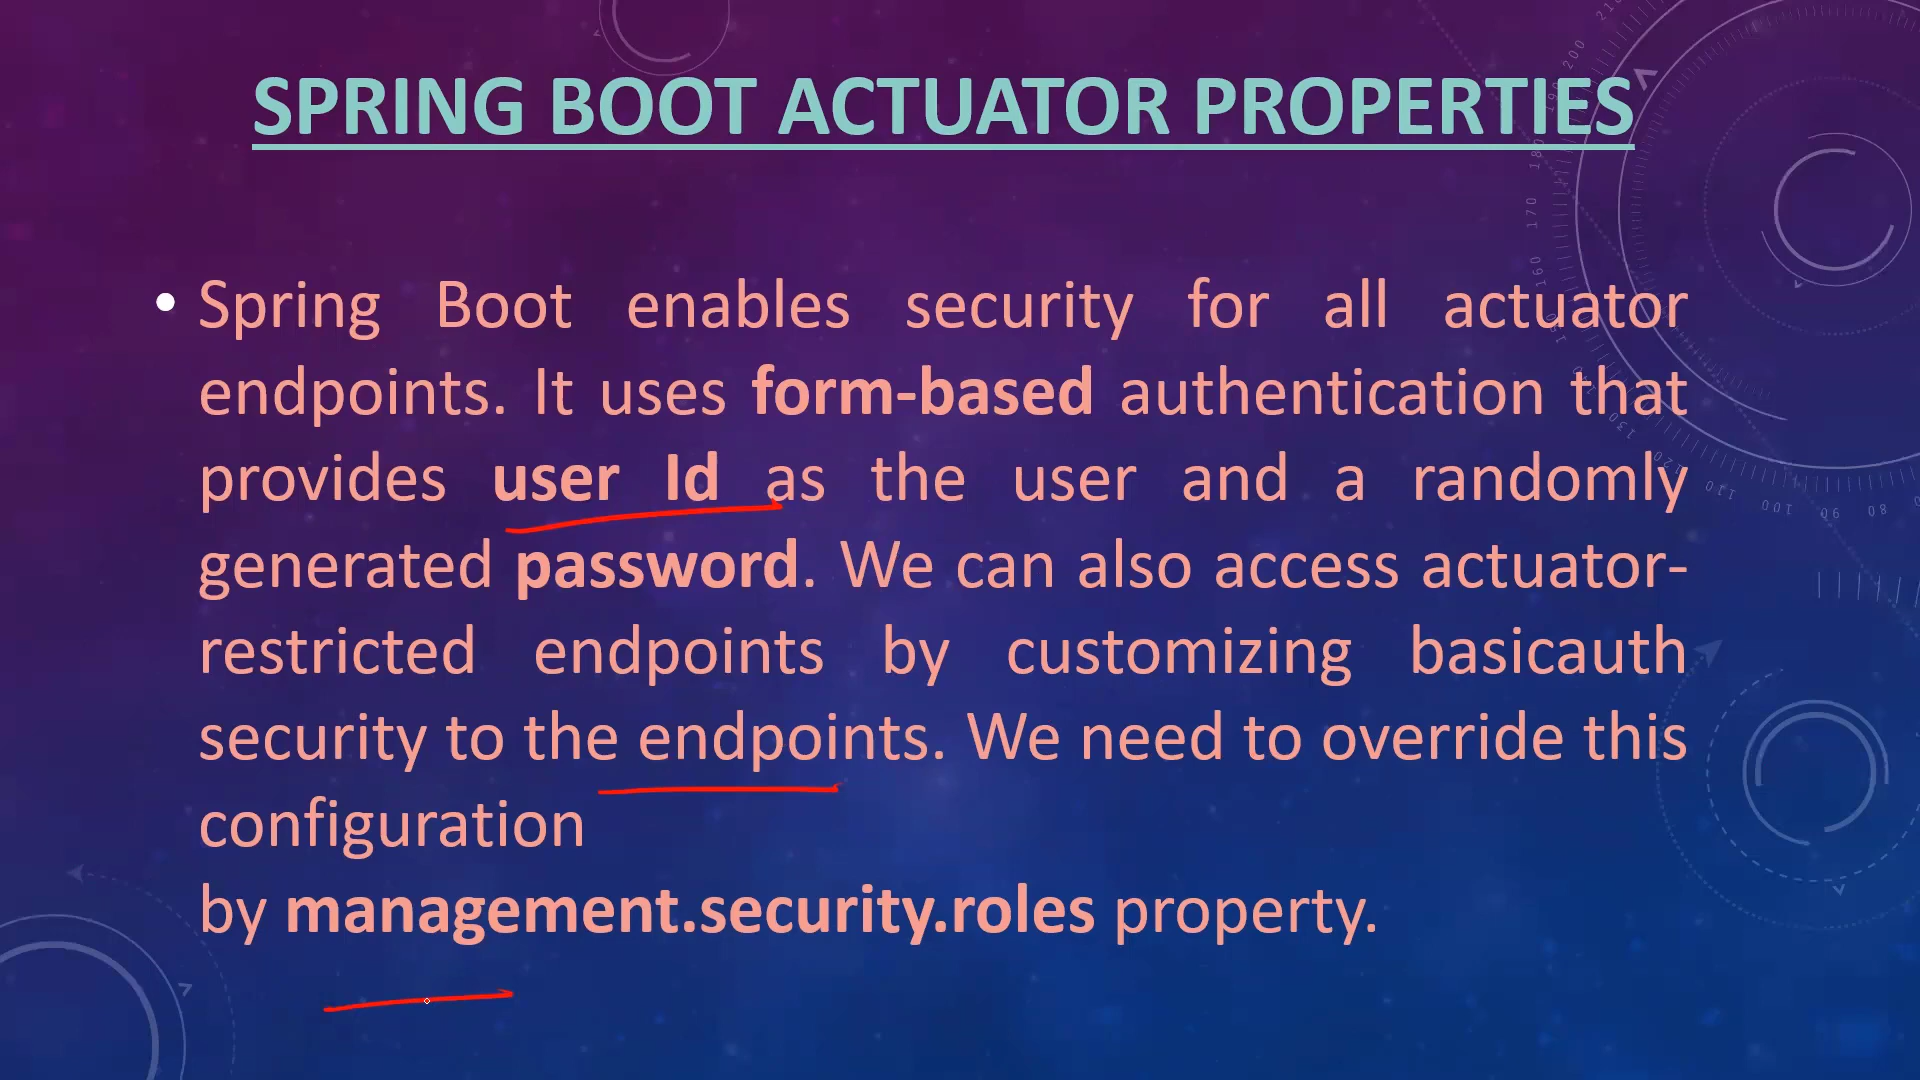 SPRING BOOT ACTUATOR PROPERTIES
• Spring Boot enables security for all actuator
endpoints. It uses form-based authentication that
provides user Id as the user and a randomly
generated password. We can also access actuator-
restricted endpoints by customizing basicauth
security to the endpoints. We need to override this
configuration
by management.security.roles property.